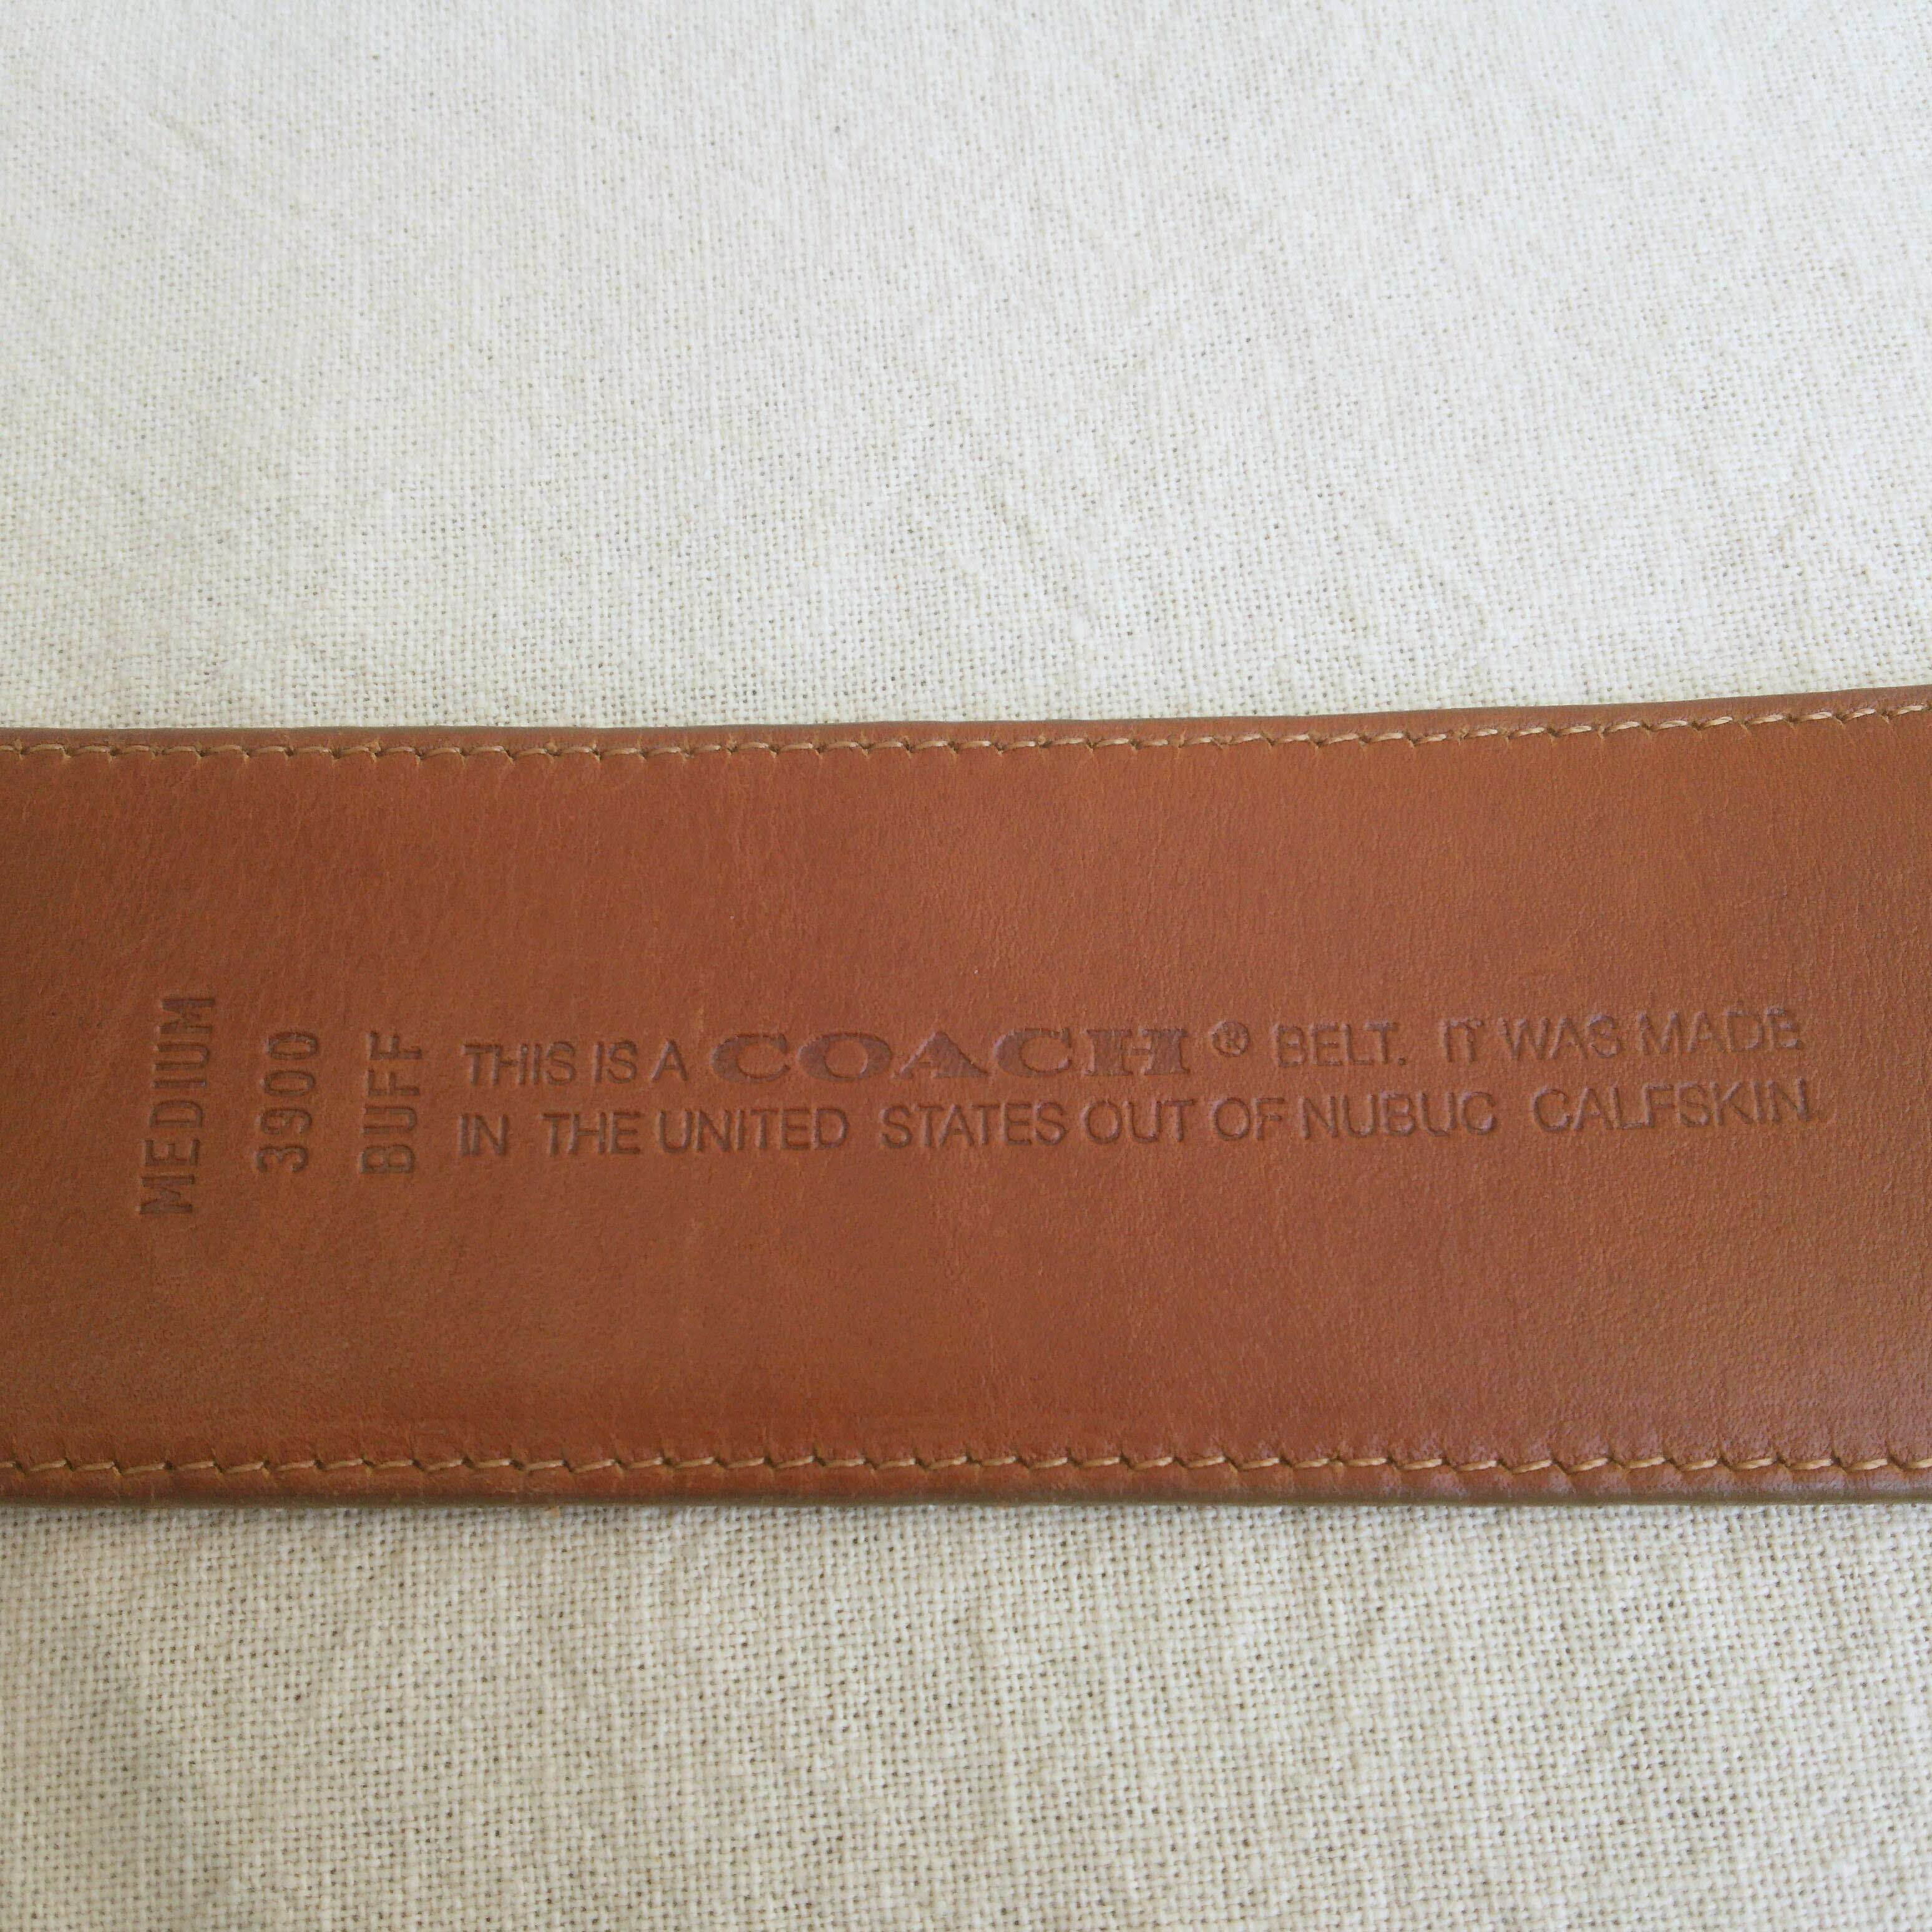 MEDIUM
3900
BUFF
THIS IS A COACH ® BELT. IT WAS MADE
IN THE UNITED STATES OUT OF NUBUC CALFSKIN.